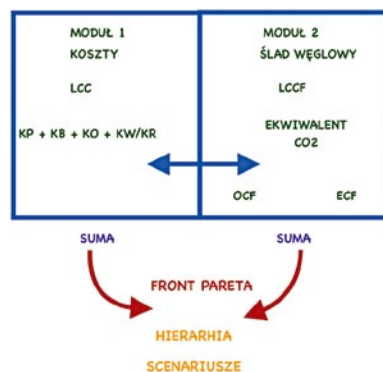 MODUŁ 1
KOSZTY
LCC
KP + KB + KO + KW/KR
MODUŁ 2
ŚLAD WĘGLOWY
LCCF
EKWIWALENT
CO2
OCF
ECF
SUMA
SUMA
FRONT PARETA
HIERARHIA
SCENARIUSZE